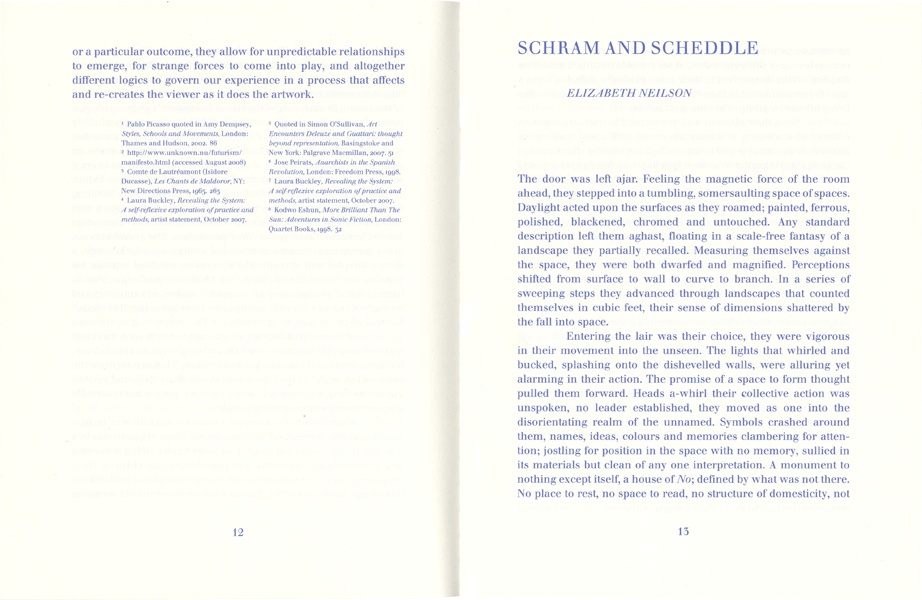 or a particular outcome, they allow for unpredictable relationships
to emerge, for strange forces to come into play, and altogether
different logics to govern our experience in a process that affects
and re-creates the viewer as it does the artwork.
1 Pablo Picasso quoted in Amy Dempsey,
Styles, Schools and Movements, London:
Thames and Hudson, 2002. 86
2 http://www.unknown.nu/futurism/
manifesto.html (accessed August 2008)
3 Comte de Lautréamont (Isidore
Ducasse), Les Chants de Maldoror, NY:
New Directions Press, 1965. 263
4 Laura Buckley, Revealing the System:
A self-reflexive exploration of practice and
methods, artist statement, October 2007.
5 Quoted in Simon O'Sullivan, Art
Encounters Deleuze and Guattari: thought
beyond representation, Basingstoke and
New York: Palgrave Macmillan, 2007. 51
6 Jose Peirats, Anarchists in the Spanish
Revolution, London: Freedom Press, 1998.
7 Laura Buckley, Revealing the System:
A self-reflexive exploration of practice and
methods, artist statement, October 2007.
8 Kodwo Eshun, More Brilliant Than The
Sun: Adventures in Sonic Fiction, London:
Quartet Books, 1998. 52
12
SCHRAM AND SCHEDDLE
ELIZABETH NEILSON
The door was left ajar. Feeling the magnetic force of the room
ahead, they stepped into a tumbling, somersaulting space of spaces.
Daylight acted upon the surfaces as they roamed; painted, ferrous,
polished, blackened, chromed and untouched. Any standard
description left them aghast, floating in a scale-free fantasy of a
landscape they partially recalled. Measuring themselves against
the space, they were both dwarfed and magnified. Perceptions
shifted from surface to wall to curve to branch. In a series of
sweeping steps they advanced through landscapes that counted
themselves in cubic feet, their sense of dimensions shattered by
the fall into space.
Entering the lair was their choice, they were vigorous
in their movement into the unseen. The lights that whirled and
bucked, splashing onto the dishevelled walls, were alluring yet
alarming in their action. The promise of a space to form thought
pulled them forward. Heads a-whirl their collective action was
unspoken, no leader established, they moved as one into the
disorientating realm of the unnamed. Symbols crashed around
them, names, ideas, colours and memories clambering for atten-
tion; jostling for position in the space with no memory, sullied in
its materials but clean of any one interpretation. A monument to
nothing except itself, a house of No; defined by what was not there.
No place to rest, no space to read, no structure of domesticity, not
13